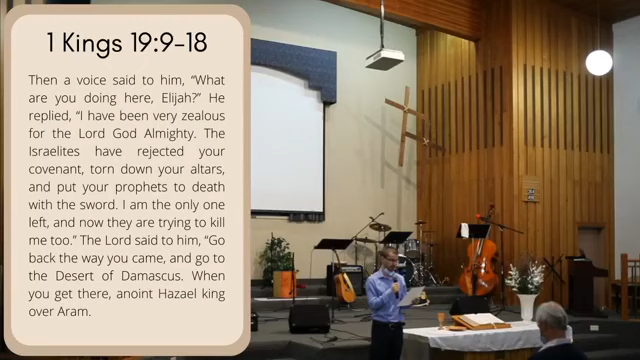 1 Kings 19:9-18
Then a voice said to him, “What
are you doing here, Elijah?” He
replied, “I have been very zealous
for the Lord God Almighty. The
Israelites have rejected your
covenant, torn down your altars,
and put your prophets to death
with the sword. I am the only one
left, and now they are trying to kill
me too.” The Lord said to him, “Go
back the way you came, and go to
the Desert of Damascus. When
you get there, anoint Hazael king
over Aram.